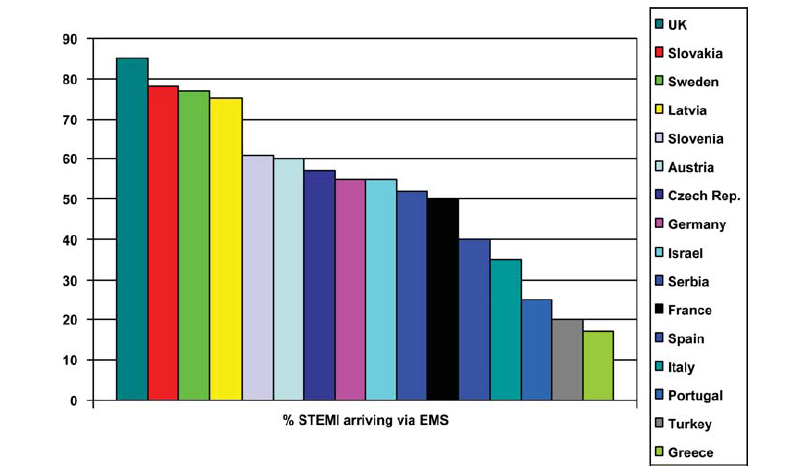 90
80
70
60
50
40
30
20
10
0
% STEMI arriving via EMS
UK
Slovakia
Sweden
Latvia
Slovenia
Austria
Czech Rep.
Germany
Israel
Serbia
France
Spain
Italy
Portugal
Turkey
Greece